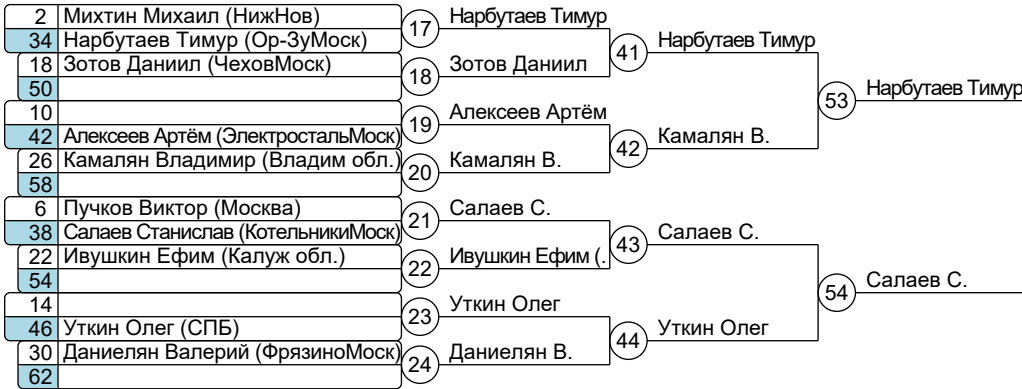 2 Михтин Михаил (НижНов)
34 Нарбутаев Тимур (Ор-ЗуМоск)
18 Зотов Даниил (ЧеховМоск)
50
10
42 Алексеев Артём (ЭлектростальМоск)
26 Камалян Владимир (Владим обл.)
58
6 Пучков Виктор (Москва)
38 Салаев Станислав (КотельникиМоск)
22 Ивушкин Ефим (Калуж обл.)
54
14
46 Уткин Олег (СПБ)
30 Даниелян Валерий (ФрязиноМоск)
62
17 Нарбутаев Тимур
18 Зотов Даниил
19 Алексеев Артём
20 Камалян В.
21 Салаев С.
22 Ивушкин Ефим (.
23 Уткин Олег
24 Даниелян В.
41 Нарбутаев Тимур
42 Камалян В.
43 Салаев С.
44 Уткин Олег
53 Нарбутаев Тимур
54 Салаев С.